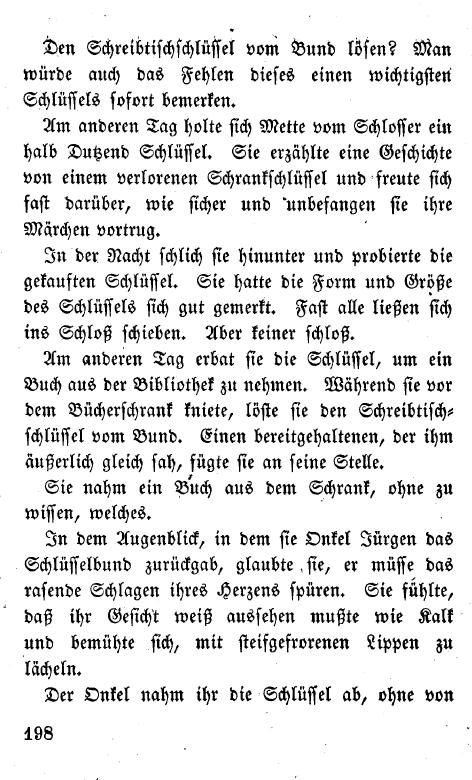 Den Schreibtischschlüssel vom Bund lösen? Man
würde auch das Fehlen dieses einen wichtigsten
Schlüssels sofort bemerken.
Am anderen Tag holte sich Mette vom Schlosser ein
halb Dutzend Schlüssel. Sie erzählte eine Geschichte
von einem verlorenen Schrankschlüssel und freute sich
fast darüber, wie sicher und unbefangen sie ihre
Märchen vortrug.
In der Nacht schlich sie hinunter und probierte die
gekauften Schlüssel. Sie hatte die Form und Größe
des Schlüssels sich gut gemerkt. Fast alle ließen sich
ins Schloß schieben. Aber keiner schloß.
Am anderen Tag erbat sie die Schlüssel, um ein
Buch aus der Bibliothek zu nehmen. Während sie vor
dem Bücherschrank kniete, löste sie den Schreibtisch-
schlüssel vom Bund. Einen bereitgehaltenen, der ihm
äußerlich gleich sah, fügte sie an seine Stelle.
Sie nahm ein Buch aus dem Schrank, ohne zu
wissen, welches.
In dem Augenblick, in dem sie Onkel Jürgen das
Schlüsselbund zurückgab, glaubte sie, er müsse das
rasende Schlagen ihres Herzens spüren. Sie fühlte,
daß ihr Gesicht weiß aussehen mußte wie Kalk
und bemühte sich, mit steifgefrorenen Lippen zu
lächeln.
Der Onkel nahm ihr die Schlüssel ab, ohne von
198